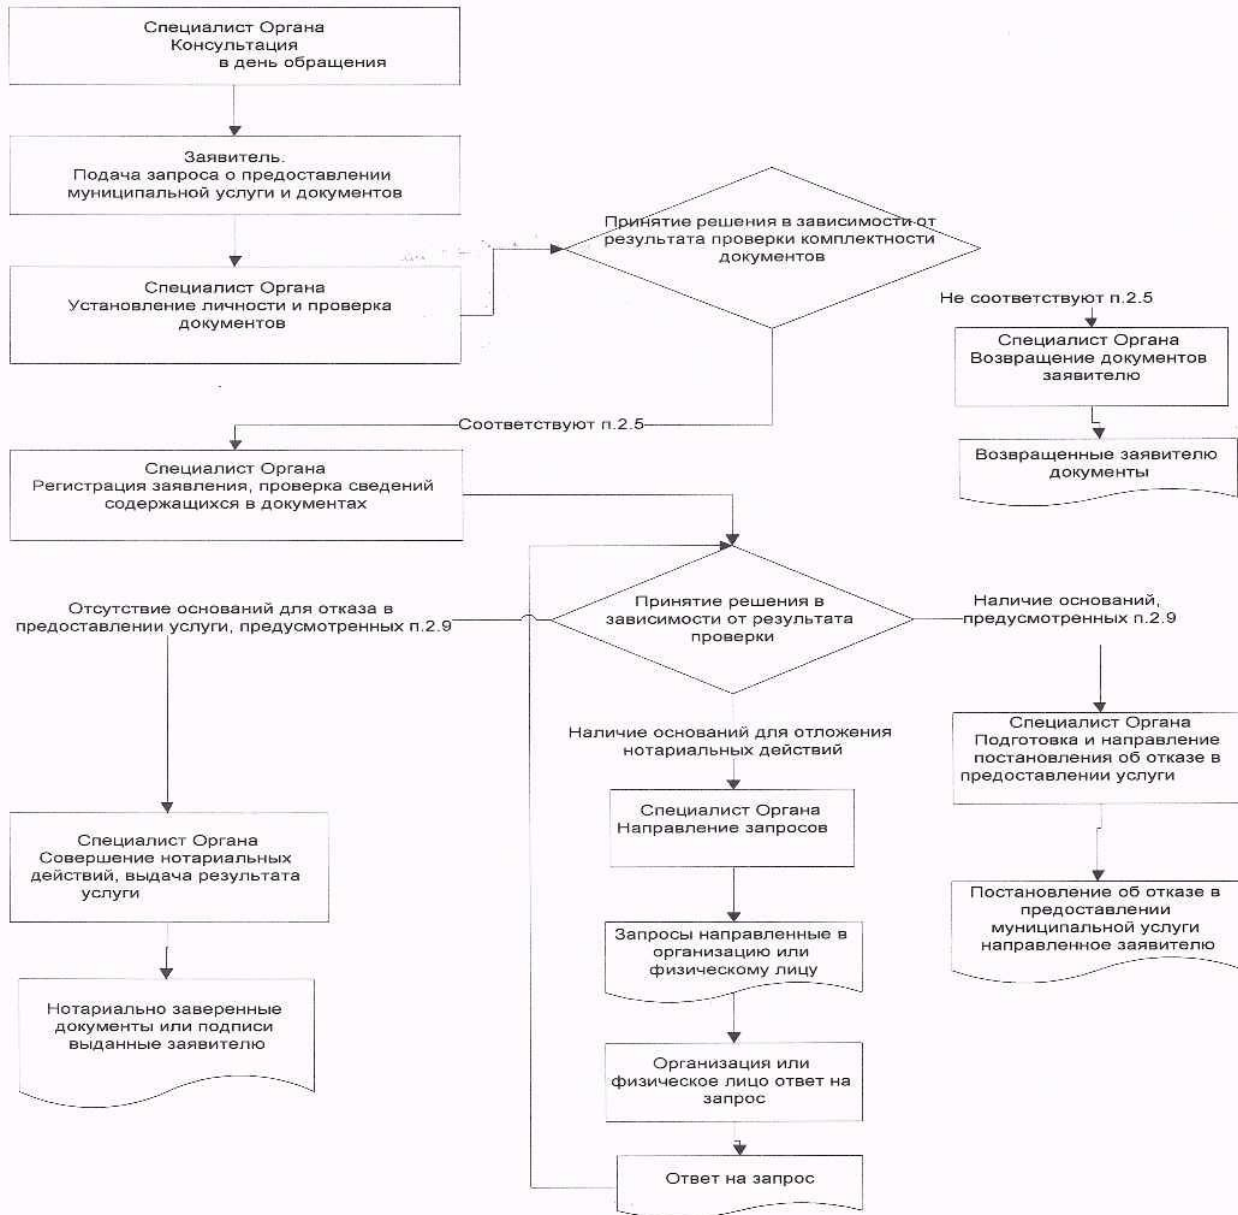 Специалист Органа
Консультация
в день обращения
Заявитель.
Подача запроса о предоставлении
муниципальной услуги и документов
Специалист Органа
Установление личности и проверка
документов
Принятие решения в зависимости от
результата проверки комплектности
документов
Не соответствуют п.2.5
Специалист Органа
Возвращение документов
заявителю
Возвращенные заявителю
документы
Соответствуют п.2.5
Специалист Органа
Регистрация заявления, проверка сведений
содержащихся в документах
Принятие решения в
зависимости от результата
проверки
Отсутствие оснований для отказа в
предоставлении услуги, предусмотренных п.2.9
Наличие оснований,
предусмотренных п.2.9
Наличие оснований для отложения
нотариальных действий
Специалист Органа
Совершение нотариальных
действий, выдача результата
услуги
Нотариально заверенные
документы или подписи
выданные заявителю
Специалист Органа
Направление запросов
Запросы направленные в
организацию или
физическому лицу
Организация или
физическое лицо ответ на
запрос
Ответ на запрос
Специалист Органа
Подготовка и направление
постановления об отказе в
предоставлении услуги
Постановление об отказе в
предоставлении
муниципальной услуги
направленное заявителю